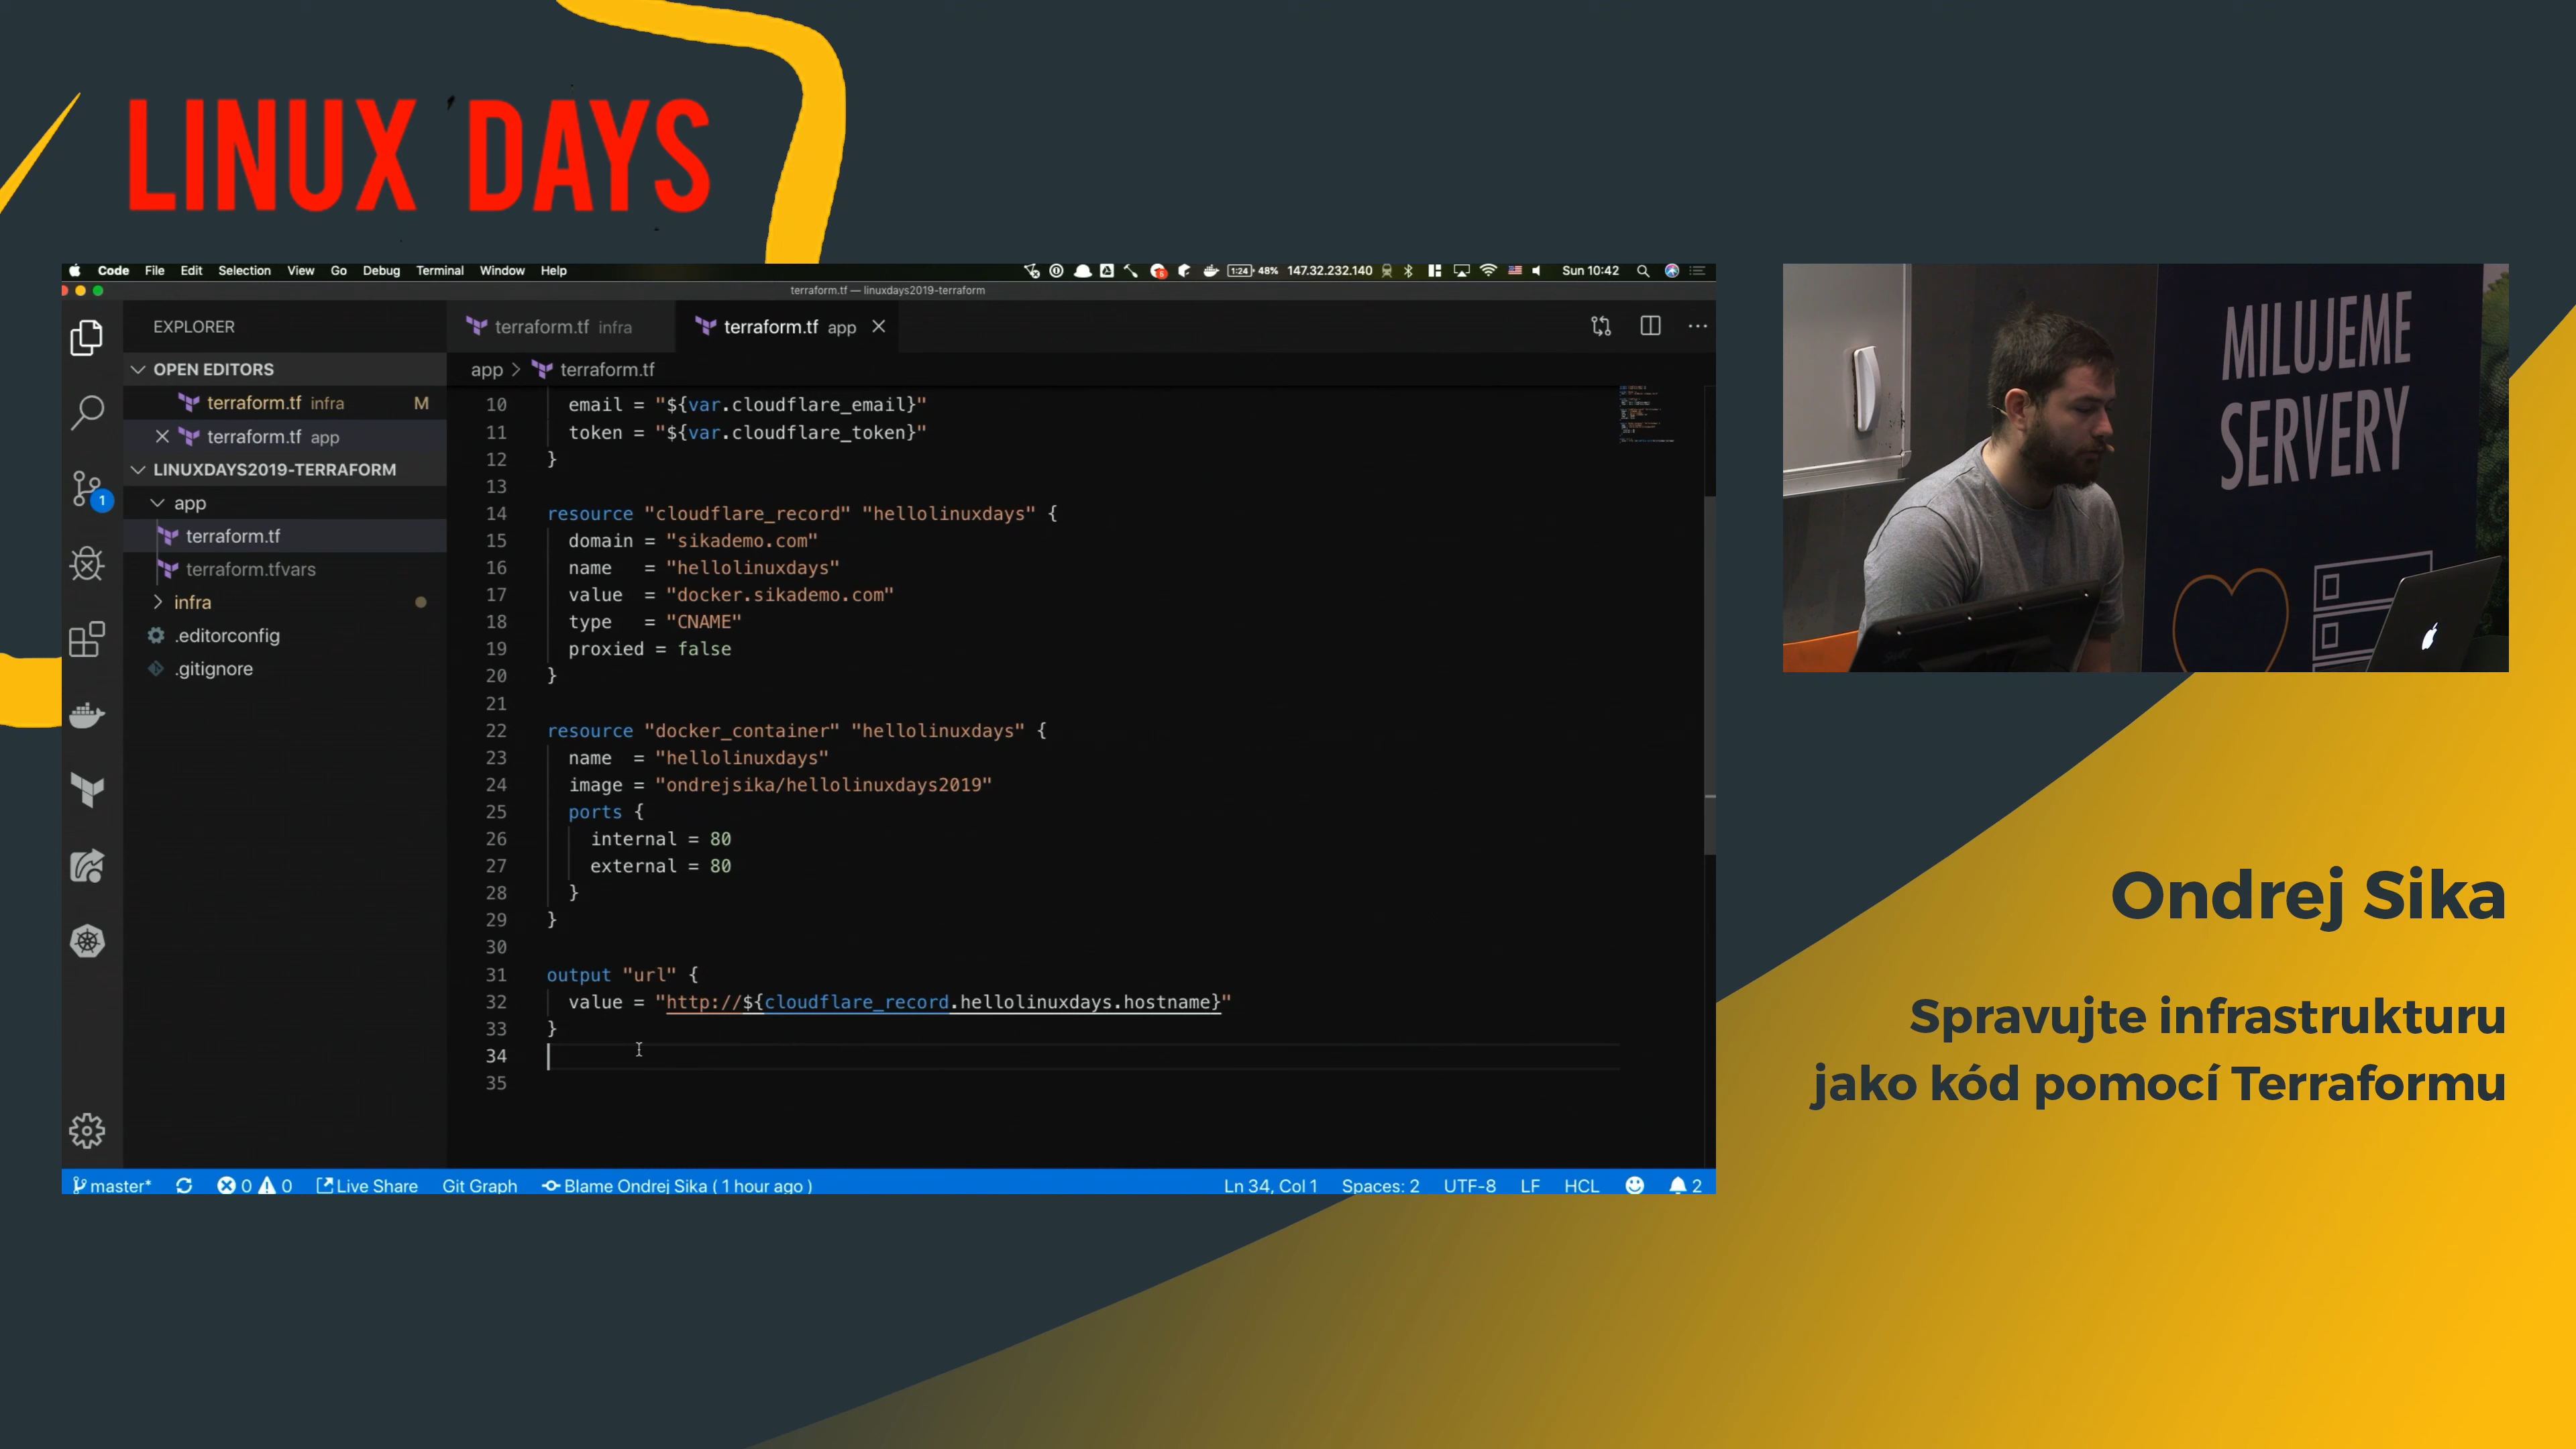 LINUX DAYS
Code File Edit Selection View Go Debug Terminal Window Help
1:24 48% 147.32.232.140 Sun 10:42
terraform.tf — linuxdays2019-terraform
EXPLORER
OPEN EDITORS
terraform.tf infra M
terraform.tf app
LINUXDAYS2019-TERRAFORM
app
terraform.tf
terraform.tfvars
infra
.editorconfig
.gitignore
1
terraform.tf infra
terraform.tf app
app > terraform.tf
10 email = "${var.cloudflare_email}"
11 token = "${var.cloudflare_token}"
12 }
13
14 resource "cloudflare_record" "hellolinuxdays" {
15 domain = "sikademo.com"
16 name = "hellolinuxdays"
17 value = "docker.sikademo.com"
18 type = "CNAME"
19 proxied = false
20 }
21
22 resource "docker_container" "hellolinuxdays" {
23 name = "hellolinuxdays"
24 image = "ondrejsika/hellolinuxdays2019"
25 ports {
26 internal = 80
27 external = 80
28 }
29 }
30
31 output "url" {
32 value = "http://${cloudflare_record.hellolinuxdays.hostname}"
33 }
34
35
master* 0 0 Live Share Git Graph Blame Ondrej Sika ( 1 hour ago ) Ln 34, Col 1 Spaces: 2 UTF-8 LF HCL 2
MILUJEME
SERVERY
Ondrej Sika
Spravujte infrastrukturu
jako kód pomocí Terraformu